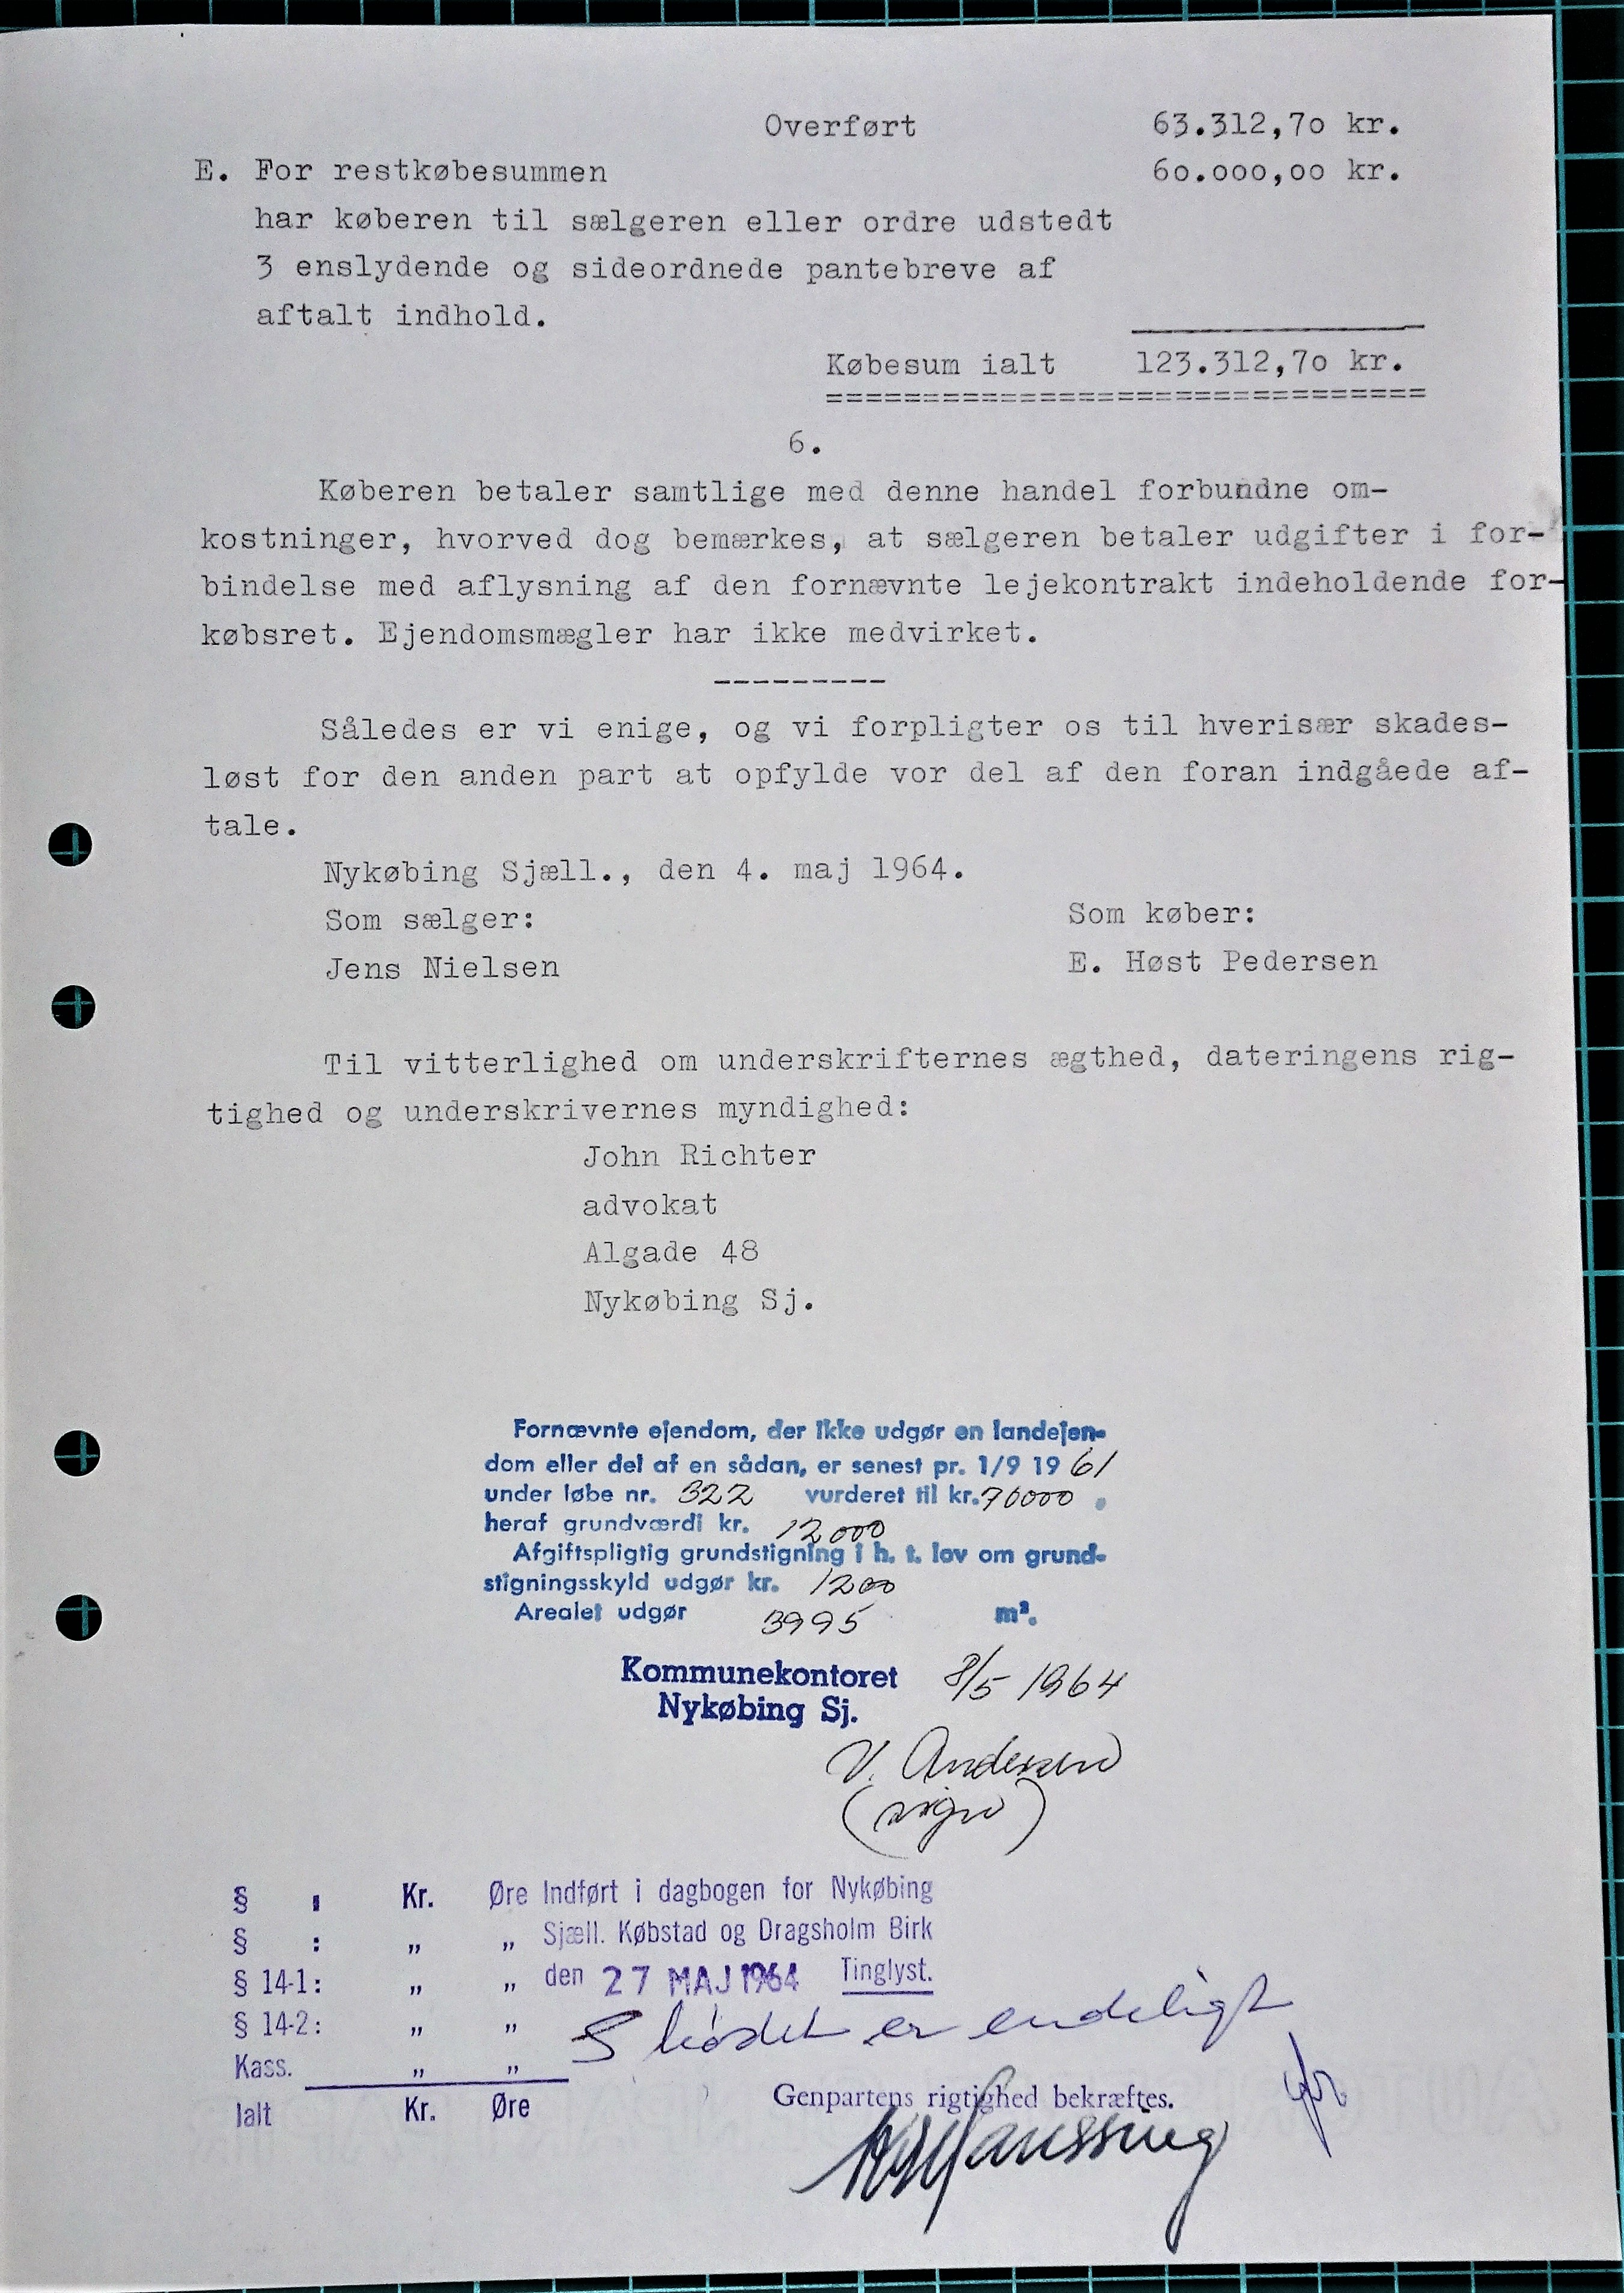 Overført 63.312,70 kr.
E. For restkøbesummen 60.000,00 kr.
har køberen til sælgeren eller ordre udstedt
3 enslydende og sideordnede pantebreve af
aftalt indhold.
Købesum ialt 123.312,70 kr.
===============================
6.
Køberen betaler samtlige med denne handel forbundne om-
kostninger, hvorved dog bemærkes, at sælgeren betaler udgifter i for-
bindelse med aflysning af den fornævnte lejekontrakt indeholdende for-
købsret. Ejendomsmægler har ikke medvirket.
---------
Således er vi enige, og vi forpligter os til hverisær skades-
løst for den anden part at opfylde vor del af den foran indgåede af-
tale.
Nykøbing Sjæll., den 4. maj 1964.
Som sælger: Som køber:
Jens Nielsen E. Høst Pedersen
Til vitterlighed om underskrifternes ægthed, dateringens rig-
tighed og underskrivernes myndighed:
John Richter
advokat
Algade 48
Nykøbing Sj.
Fornævnte ejendom, der ikke udgør en landejen-
dom eller del af en sådan, er senest pr. 1/9 19 61
under løbe nr. 322 vurderet til kr. 70000.
heraf grundværdi kr. 12000
Afgiftspligtig grundstigning i h. t. lov om grund-
stigningsskyld udgør kr. 1200
Arealet udgør 3995 m².
Kommunekontoret 8/5 1964
Nykøbing Sj.
V. Andersen
(sign)
§ : Kr. Øre Indført i dagbogen for Nykøbing
§ : „ „ Sjæll. Købstad og Dragsholm Birk
§ 14-1: „ „ den 27 MAJ 1964 Tinglyst.
§ 14-2: „ „ Skødet er endeligt
Kass. „ „
Genpartens rigtighed bekræftes.
Ialt Kr. Øre